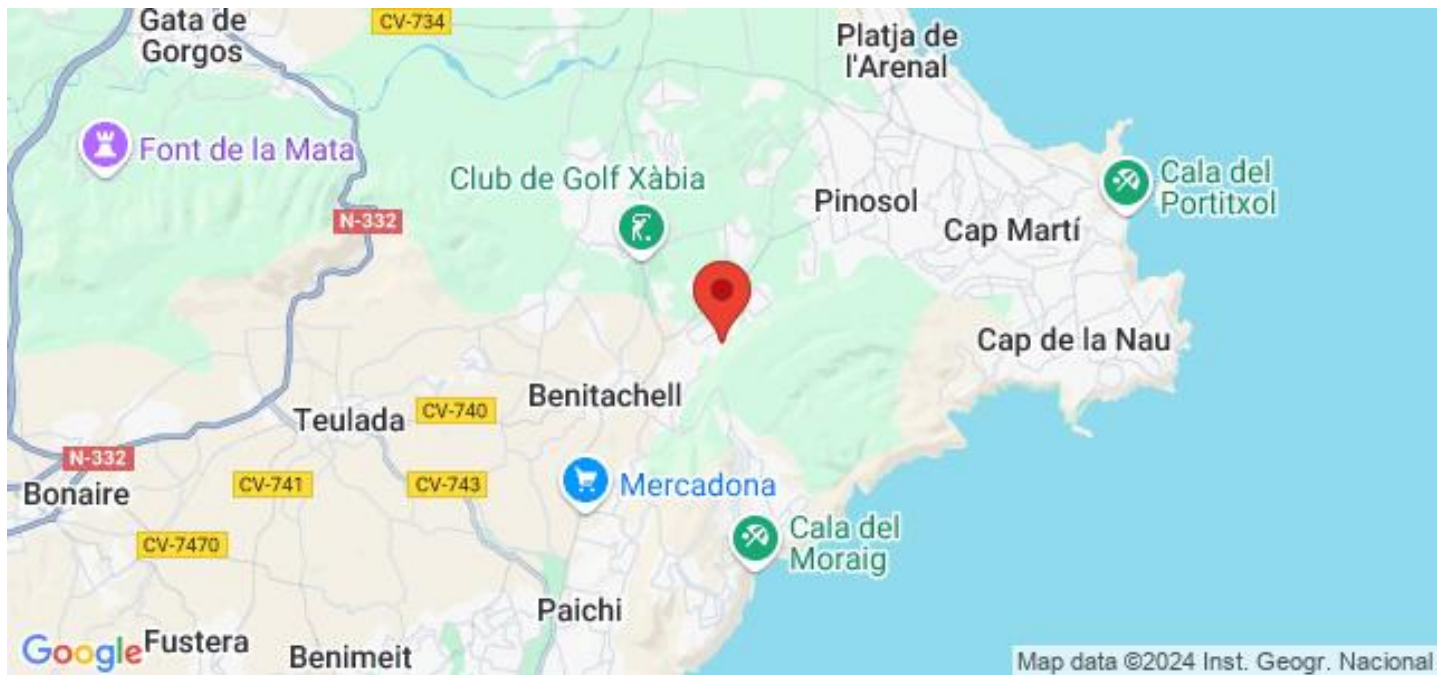 Gata de
Gorgos
CV-734
Platja de
l'Arenal
Font de la Mata
Club de Golf Xàbia
Cala del
Portitxol
Pinosol
N-332
Cap Martí
Cap de la Nau
Benitachell
Teulada
CV-740
N-332
Bonaire
CV-741
CV-743
Mercadona
CV-7470
Cala del
Moraig
Paichi
Google
Fustera
Benimeit
Map data ©2024 Inst. Geogr. Nacional